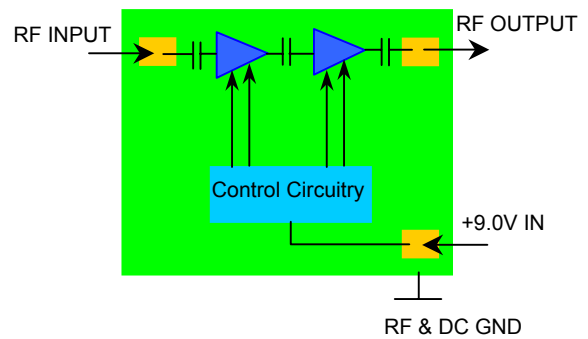 RF INPUT
RF OUTPUT
Control Circuitry
+9.0V IN
RF & DC GND